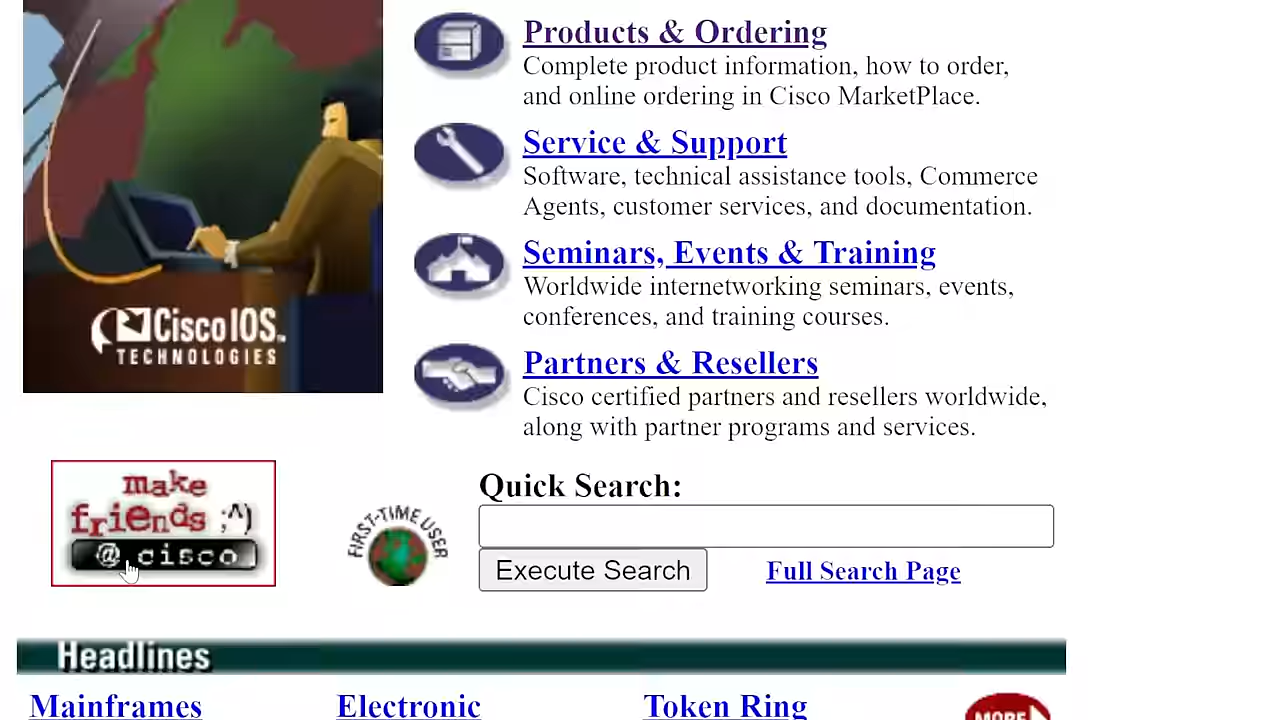 Products & Ordering
Complete product information, how to order,
and online ordering in Cisco MarketPlace.
Service & Support
Software, technical assistance tools, Commerce
Agents, customer services, and documentation.
Seminars, Events & Training
Worldwide internetworking seminars, events,
conferences, and training courses.
Partners & Resellers
Cisco certified partners and resellers worldwide,
along with partner programs and services.
CISCO IOS™
TECHNOLOGIES
make
friends ;^)
@ cisco
FIRST-TIME USER
Quick Search:
Execute Search
Full Search Page
Headlines
Mainframes
Electronic
Token Ring
MORE